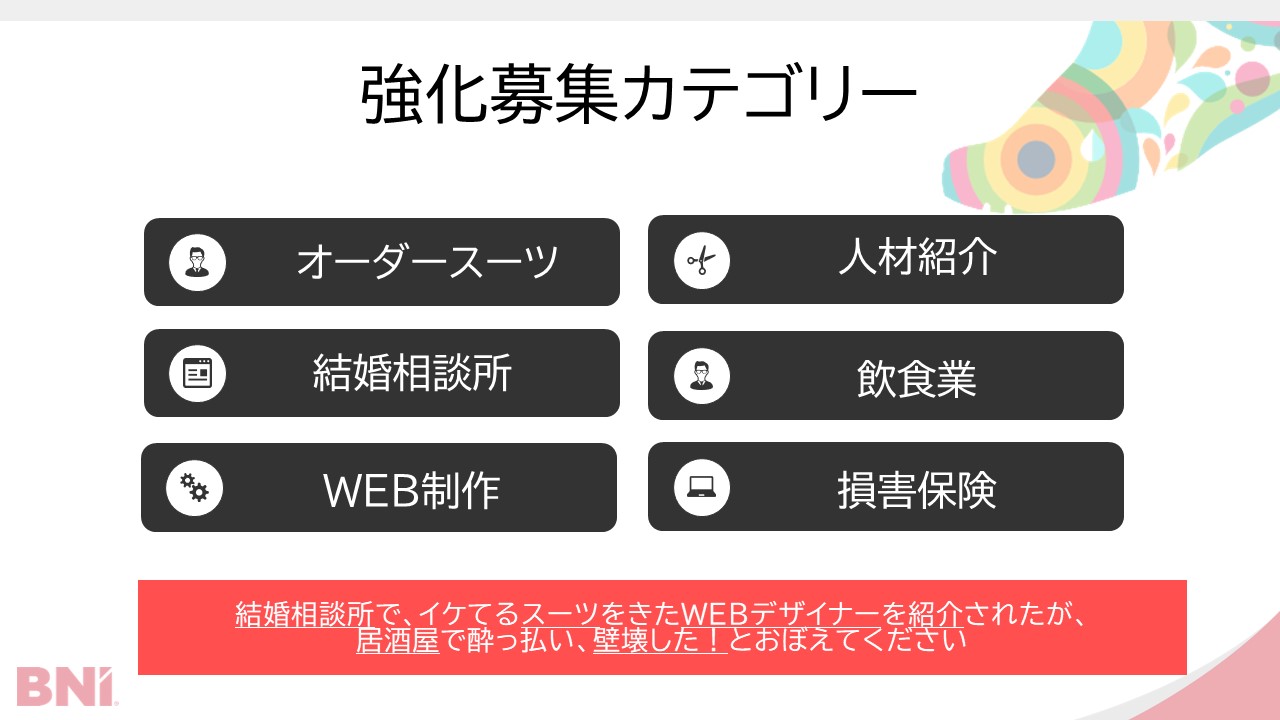 強化募集カテゴリー
オーダースーツ
人材紹介
結婚相談所
飲食業
WEB制作
損害保険
結婚相談所で、イケてるスーツをきたWEBデザイナーを紹介されたが、
居酒屋で酔っ払い、壁壊した！とおぼえてください
BNI®